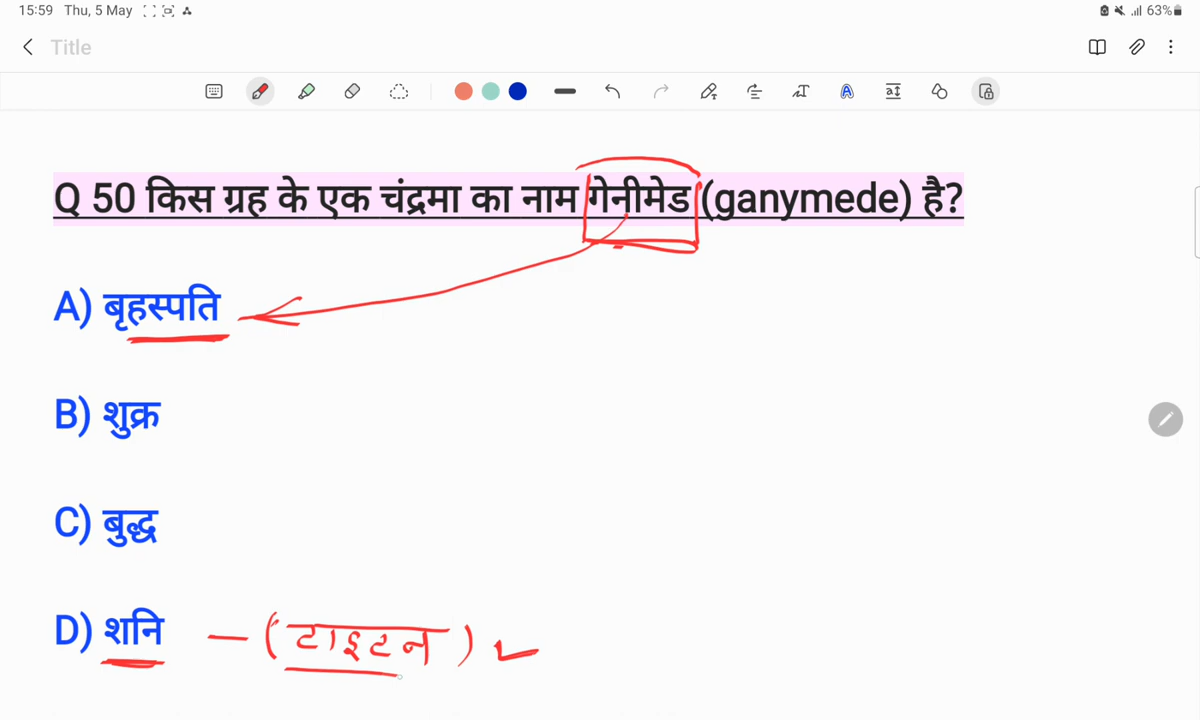 15:59 Thu, 5 May 63%
Title
Q 50 किस ग्रह के एक चंद्रमा का नाम गेनीमेड (ganymede) है?
A) बृहस्पति
B) शुक्र
C) बुद्ध
D) शनि – (टाइटन)